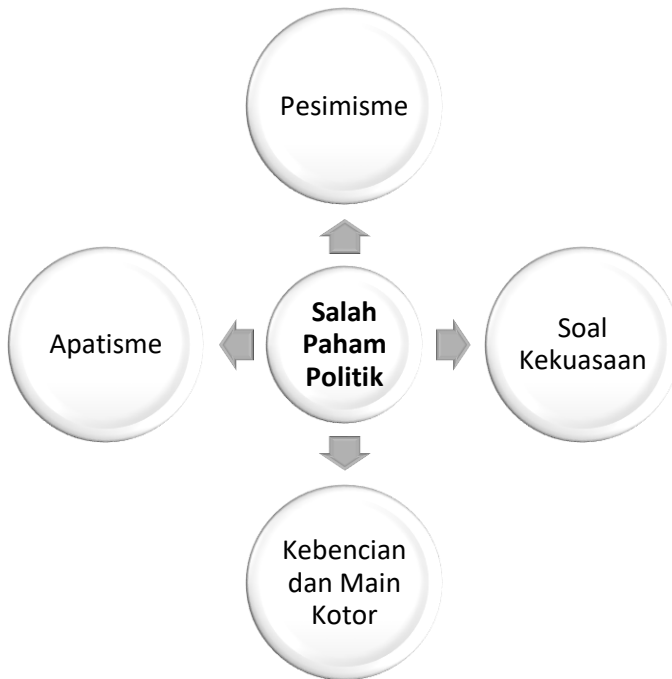 Pesimisme
Apatisme
Salah
Paham
Politik
Soal
Kekuasaan
Kebencian
dan Main
Kotor